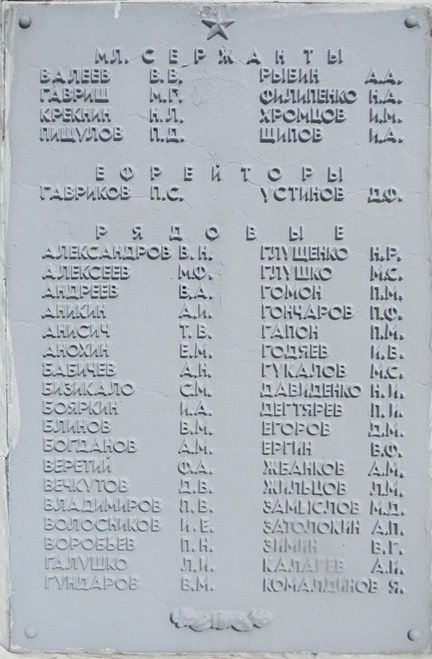 МЛ. СЕРЖАНТЫ
ВАЛЕЕВ В.В. РЫБИН А.А.
ГАВРИШ М.Г. ФИЛИПЕНКО Н.А.
КРЕКНИН Н.Л. ХРОМЦОВ И.М.
ПИЩУЛОВ П.Д. ЩИПОВ И.А.
ЕФРЕЙТОРЫ
ГАВРИКОВ П.С. УСТИНОВ Д.Ф.
РЯДОВЫЕ
АЛЕКСАНДРОВ В.Н. ГЛУЩЕНКО Н.Р.
АЛЕКСЕЕВ М.Ф. ГЛУШКО М.С.
АНДРЕЕВ В.А. ГОМОН П.М.
АНИКИН А.И. ГОНЧАРОВ П.Ф.
АНИСИЧ Т.В. ГАПОН П.М.
АНОХИН Е.М. ГОДЯЕВ И.В.
БАБИЧЕВ А.Н. ГУКАЛОВ М.С.
БИЗИКАЛО С.М. ДАВИДЕНКО Н.И.
БОЯРКИН И.А. ДЕГТЯРЕВ П.И.
БЛИНОВ В.М. ЕГОРОВ Д.М.
БОГДАНОВ А.М. ЕРГИН В.Ф.
ВЕРЕТИЙ Ф.А. ЖБАНКОВ А.М.
ВЕЧКУТОВ Д.В. ЖИЛЬЦОВ Л.М.
ВЛАДИМИРОВ П.В. ЗАМЫСЛОВ М.Д.
ВОЛОСНИКОВ И.Е. ЗАТОЛОКИН А.П.
ВОРОБЬЕВ П.Н. ЗИМИН В.Г.
ГАЛУШКО Л.И. КАЛАГЕВ А.И.
ГУНДАРОВ В.М. КОМАЛДИНОВ Я.